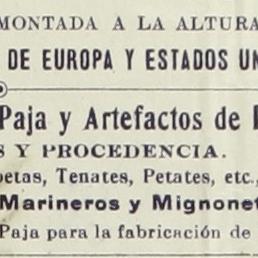 MONTADA A LA ALTURA
DE EUROPA Y ESTADOS UN
Paja y Artefactos de
S Y PROCEDENCIA.
petas, Tenates, Petates, etc.,
Marineros y Mignonet
Paja para la fabricación de